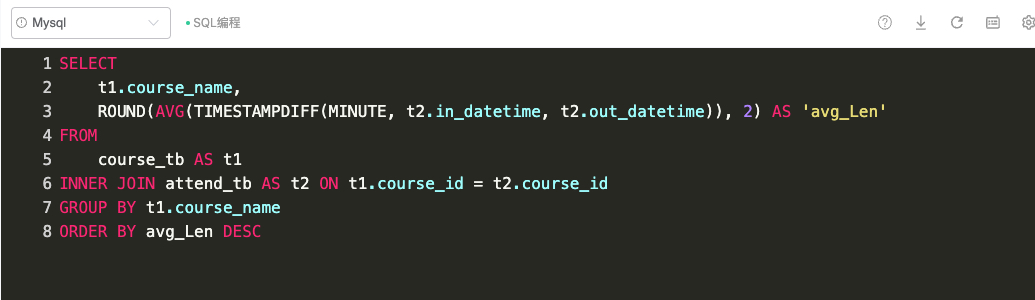 Mysql SQL编程
1 SELECT
2 t1.course_name,
3 ROUND(AVG(TIMESTAMPDIFF(MINUTE, t2.in_datetime, t2.out_datetime)), 2) AS 'avg_Len'
4 FROM
5 course_tb AS t1
6 INNER JOIN attend_tb AS t2 ON t1.course_id = t2.course_id
7 GROUP BY t1.course_name
8 ORDER BY avg_Len DESC